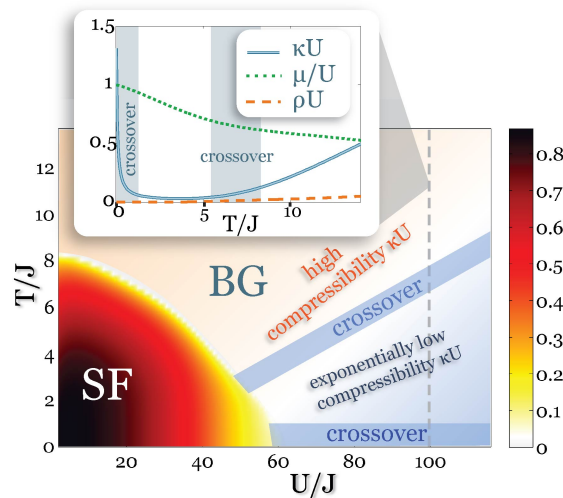 1.5
1
0.5
0
κU
μ/U
ρU
crossover
crossover
0
5
10
T/J
12
10
8
6
4
2
0
T/J
BG
SF
high
compressibility κU
crossover
exponentially low
compressibility κU
crossover
20
40
60
80
100
U/J
0.8
0.7
0.6
0.5
0.4
0.3
0.2
0.1
0